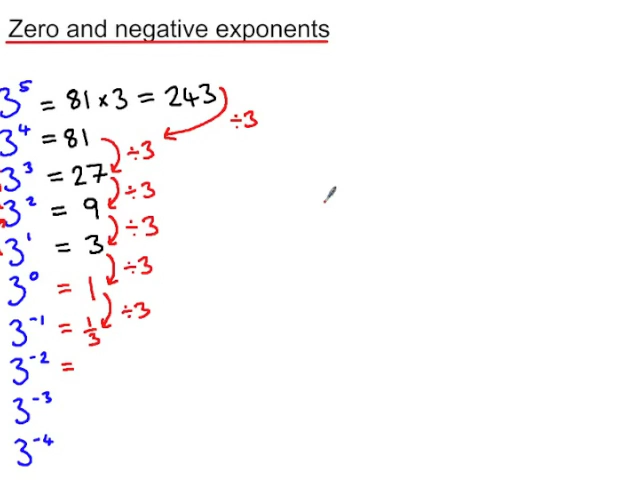 Zero and negative exponents
3⁵ = 81 × 3 = 243
÷3
3⁴ = 81
÷3
3³ = 27
÷3
3² = 9
÷3
3¹ = 3
÷3
3⁰ = 1
÷3
3⁻¹ = 1/3
3⁻² =
3⁻³
3⁻⁴